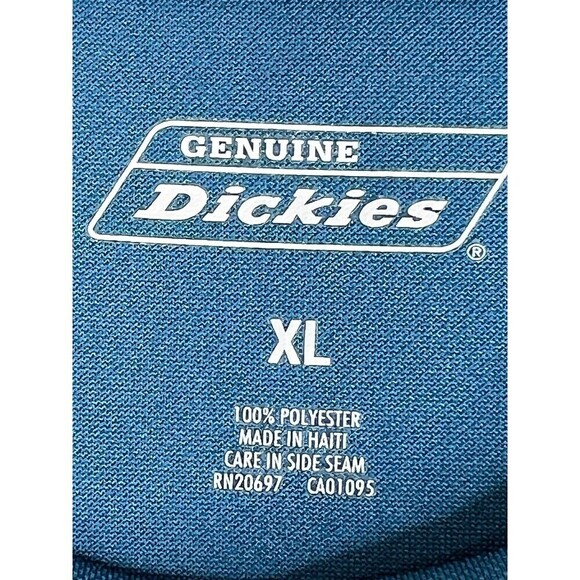 GENUINE
Dickies®
XL
100% POLYESTER
MADE IN HAITI
CARE IN SIDE SEAM
RN20697 CA01095